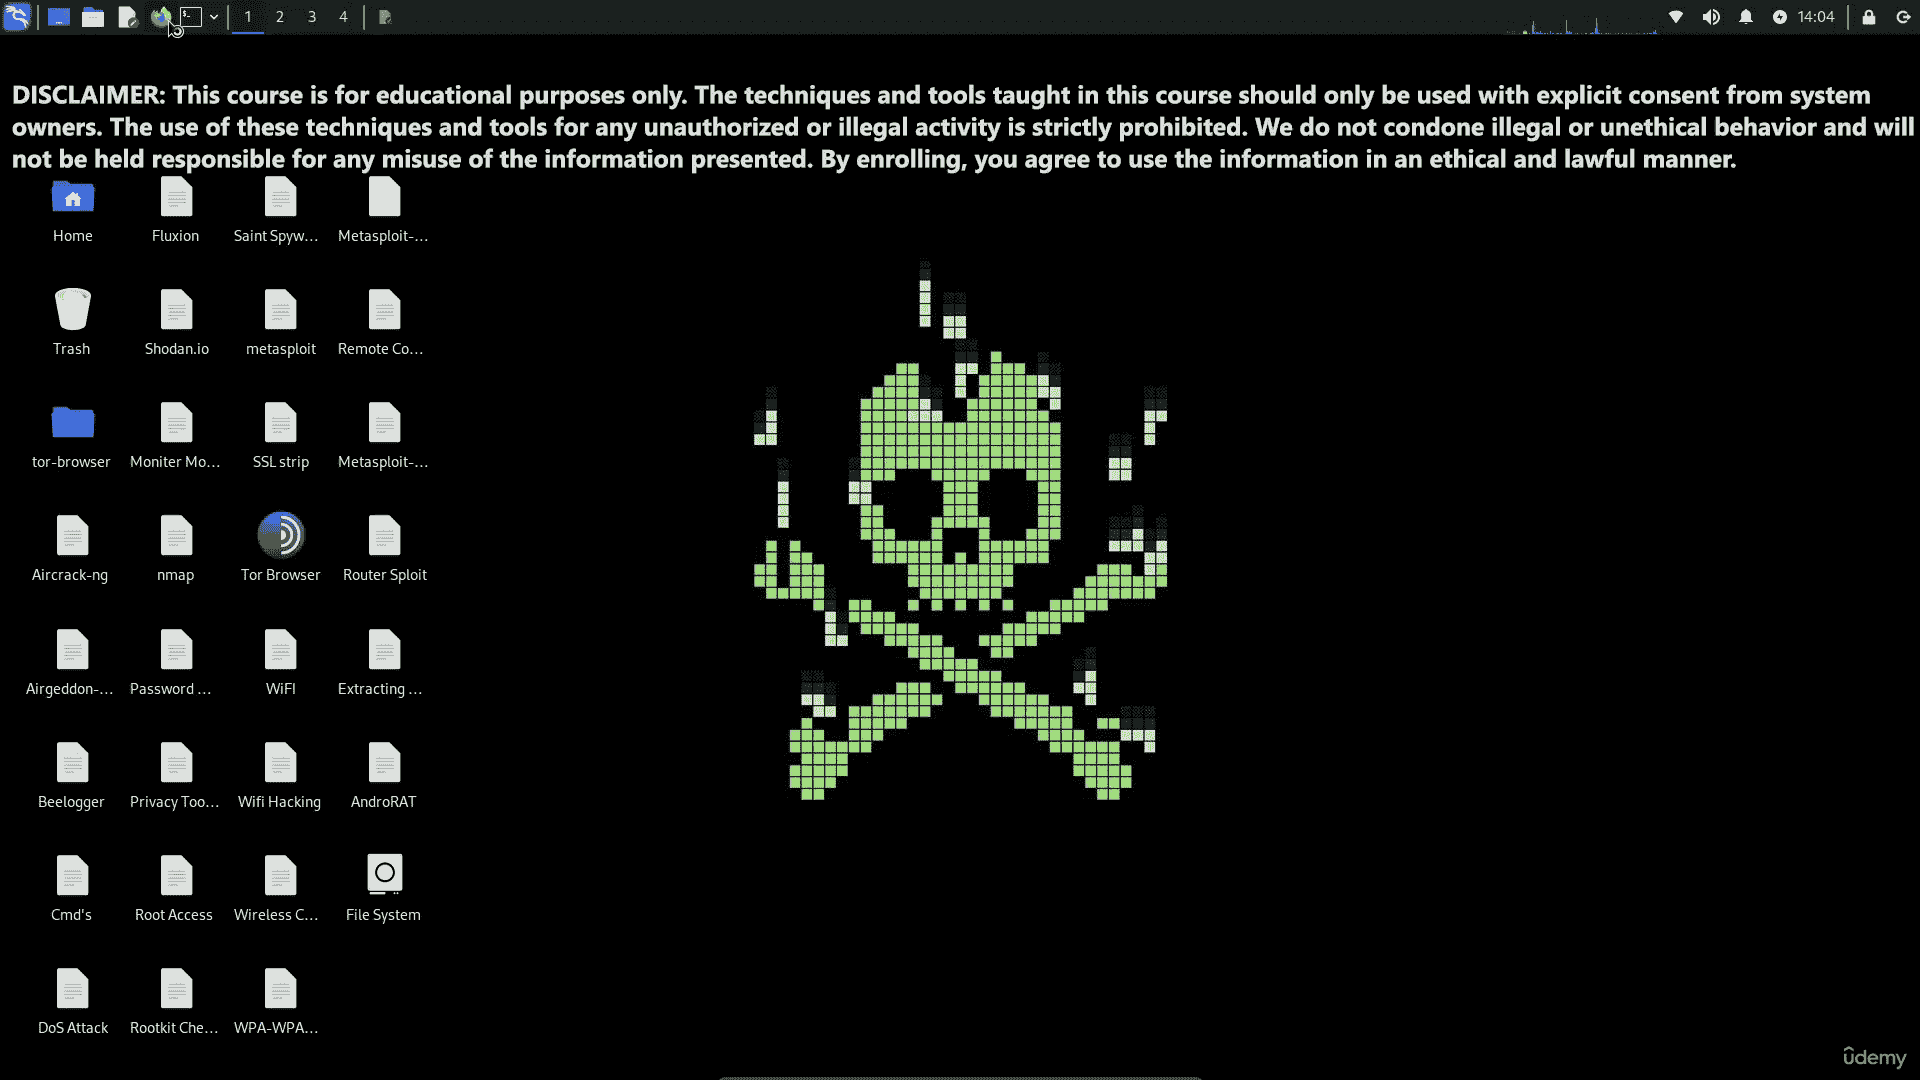 1 2 3 4
14:04
DISCLAIMER: This course is for educational purposes only. The techniques and tools taught in this course should only be used with explicit consent from system
owners. The use of these techniques and tools for any unauthorized or illegal activity is strictly prohibited. We do not condone illegal or unethical behavior and will
not be held responsible for any misuse of the information presented. By enrolling, you agree to use the information in an ethical and lawful manner.
Home Fluxion Saint Spyw... Metasploit-...
Trash Shodan.io metasploit Remote Co...
tor-browser Moniter Mo... SSL strip Metasploit-...
Aircrack-ng nmap Tor Browser Router Sploit
Airgeddon-... Password ... WiFI Extracting ...
Beelogger Privacy Too... Wifi Hacking AndroRAT
Cmd's Root Access Wireless C... File System
DoS Attack Rootkit Che... WPA-WPA...
ûdemy